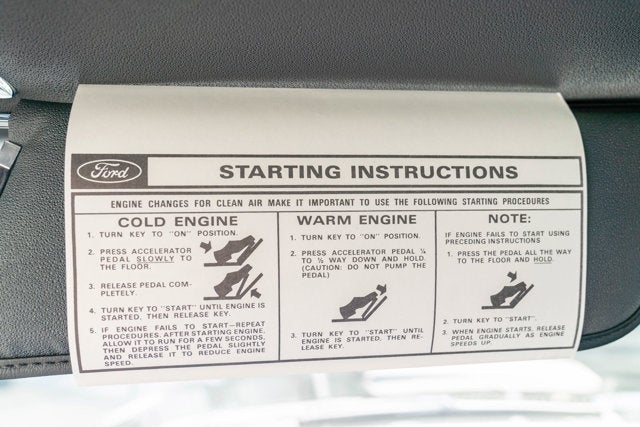 Ford
STARTING INSTRUCTIONS
ENGINE CHANGES FOR CLEAN AIR MAKE IT IMPORTANT TO USE THE FOLLOWING STARTING PROCEDURES
COLD ENGINE
1. TURN KEY TO "ON" POSITION.
2. PRESS ACCELERATOR
PEDAL SLOWLY TO
THE FLOOR.
3. RELEASE PEDAL COM-
PLETELY.
4. TURN KEY TO "START" UNTIL ENGINE IS
STARTED, THEN RELEASE KEY.
5. IF ENGINE FAILS TO START—REPEAT
PROCEDURES. AFTER STARTING ENGINE,
ALLOW IT TO RUN FOR A FEW SECONDS,
THEN DEPRESS THE PEDAL SLIGHTLY
AND RELEASE IT TO REDUCE ENGINE
SPEED.
WARM ENGINE
1. TURN KEY TO "ON" POSITION.
2. PRESS ACCELERATOR PEDAL ¼
TO ½ WAY DOWN AND HOLD.
(CAUTION: DO NOT PUMP THE
PEDAL)
3. TURN KEY TO "START" UNTIL
ENGINE IS STARTED, THEN RE-
LEASE KEY.
NOTE:
IF ENGINE FAILS TO START USING
PRECEDING INSTRUCTIONS
1. PRESS THE PEDAL ALL THE WAY
TO THE FLOOR AND HOLD.
2. TURN KEY TO "START".
3. WHEN ENGINE STARTS, RELEASE
PEDAL GRADUALLY AS ENGINE
SPEEDS UP.